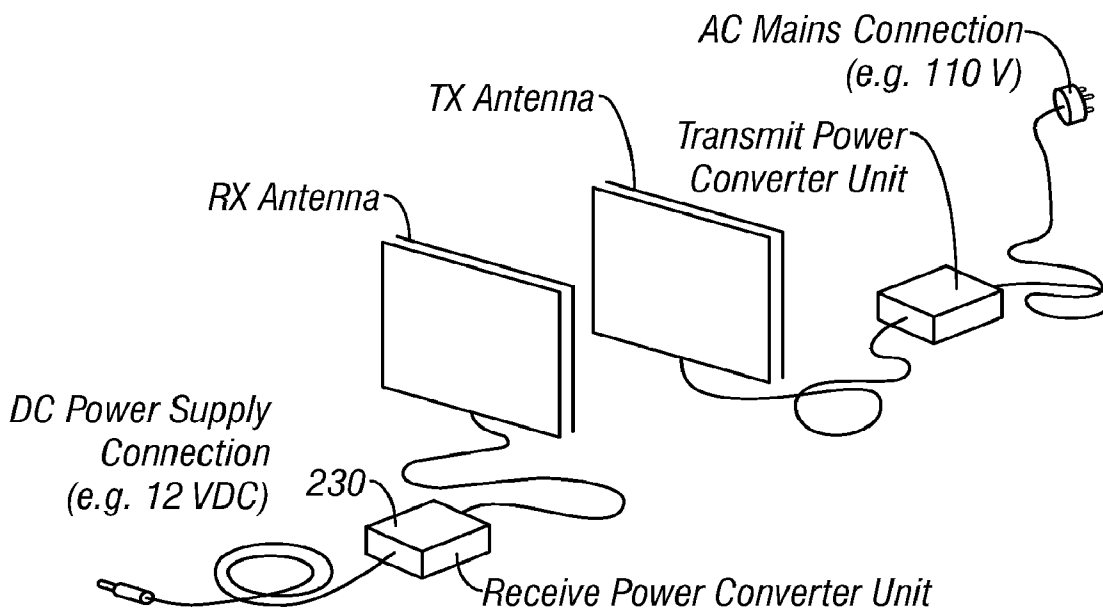 AC Mains Connection
(e.g. 110 V)
TX Antenna
Transmit Power
Converter Unit
RX Antenna
DC Power Supply
Connection
(e.g. 12 VDC)
230
Receive Power Converter Unit